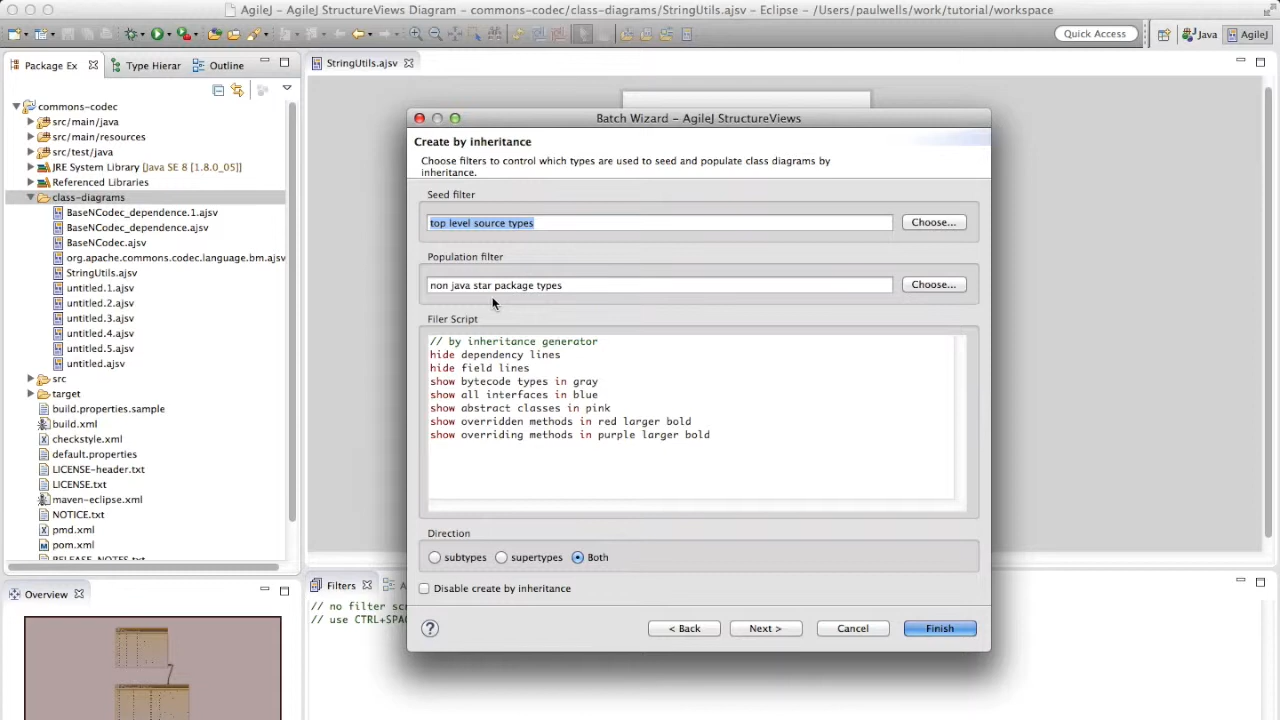 AgileJ - AgileJ StructureViews Diagram - commons-codec/class-diagrams/StringUtils.ajsv - Eclipse - /Users/paulwells/work/tutorial/workspace
Quick Access
Java
AgileJ
Package Ex
Type Hierar
Outline
StringUtils.ajsv
commons-codec
src/main/java
src/main/resources
src/test/java
JRE System Library [Java SE 8 [1.8.0_05]]
Referenced Libraries
class-diagrams
BaseNCodec_dependence.1.ajsv
BaseNCodec_dependence.ajsv
BaseNCodec.ajsv
org.apache.commons.codec.language.bm.ajsv
StringUtils.ajsv
untitled.1.ajsv
untitled.2.ajsv
untitled.3.ajsv
untitled.4.ajsv
untitled.5.ajsv
untitled.ajsv
src
target
build.properties.sample
build.xml
checkstyle.xml
default.properties
LICENSE-header.txt
LICENSE.txt
maven-eclipse.xml
NOTICE.txt
pmd.xml
pom.xml
RELEASE-NOTES.txt
Overview
Batch Wizard - AgileJ StructureViews
Create by inheritance
Choose filters to control which types are used to seed and populate class diagrams by
inheritance.
Seed filter
top level source types
Choose...
Population filter
non java star package types
Choose...
Filer Script
// by inheritance generator
hide dependency lines
hide field lines
show bytecode types in gray
show all interfaces in blue
show abstract classes in pink
show overridden methods in red larger bold
show overriding methods in purple larger bold
Direction
subtypes
supertypes
Both
Disable create by inheritance
?
< Back
Next >
Cancel
Finish
Filters
A
// no filter scr
// use CTRL+SPAC